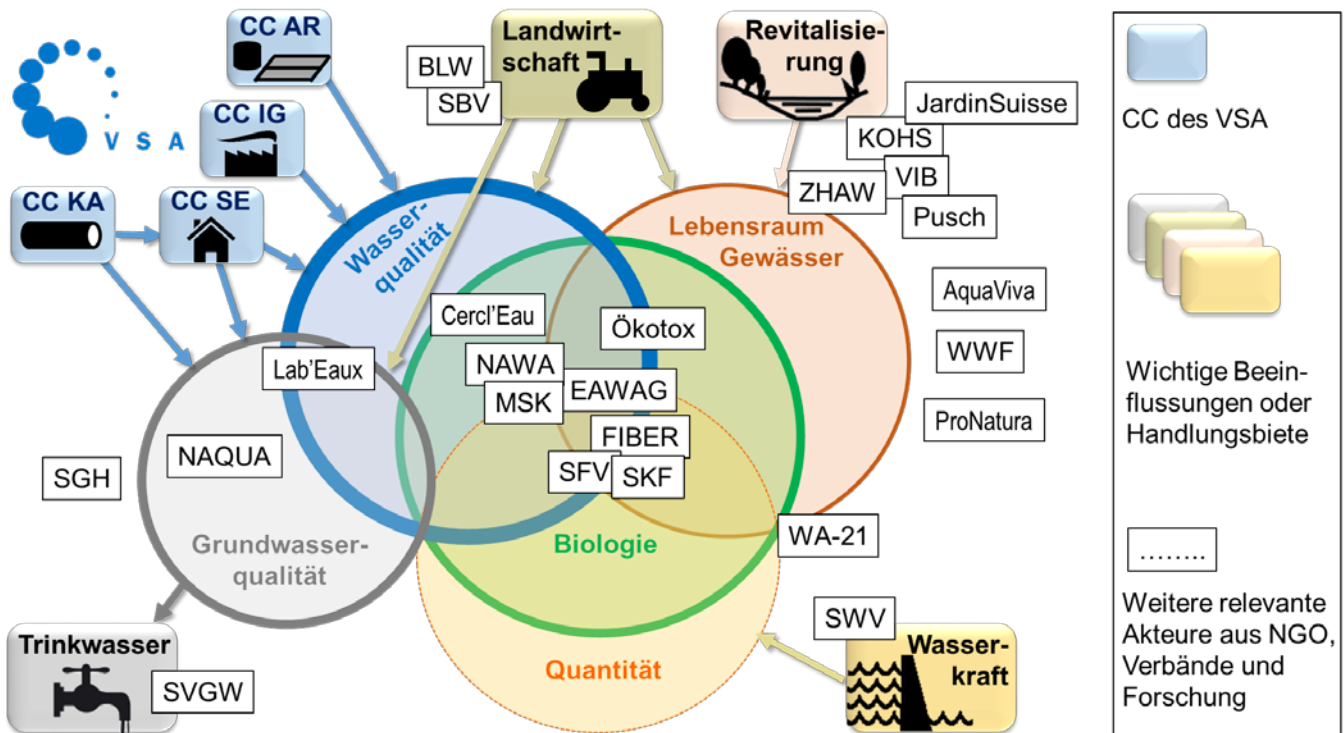 CC AR
BLW
SBV
Landwirt-
schaft
Revitalisie-
rung
JardinSuisse
KOHS
VIB
ZHAW
Pusch
VSA
CC IG
CC KA
CC SE
Wasser-
qualität
Lebensraum
Gewässer
Cercl'Eau
Ökotox
AquaViva
NAWA
EAWAG
WWF
Lab'Eaux
MSK
FIBER
ProNatura
SFV
SKF
SGH
NAQUA
Grundwasser-
qualität
Biologie
WA-21
Trinkwasser
SVGW
Quantität
SWV
Wasser-
kraft
CC des VSA
Wichtige Beein-
flussungen oder
Handlungsbiete
........
Weitere relevante
Akteure aus NGO,
Verbände und
Forschung